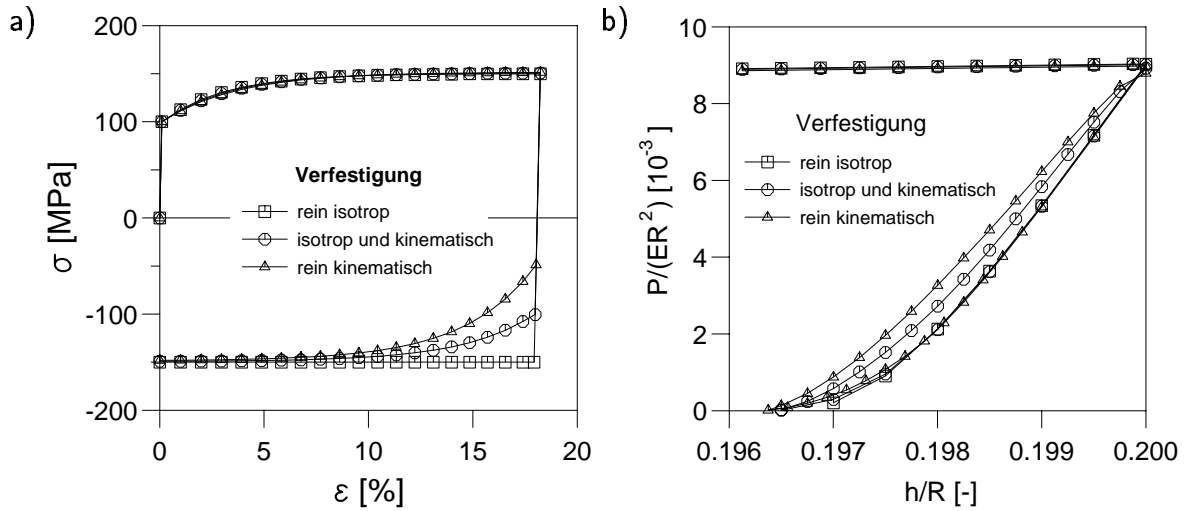 a)
200
100
0
-100
-200
σ [MPa]
Verfestigung
rein isotrop
isotrop und kinematisch
rein kinematisch
0
5
10
15
20
ε [%]
b)
10
8
6
4
2
0
P/(ER²) [10⁻³]
Verfestigung
rein isotrop
isotrop und kinematisch
rein kinematisch
0.196
0.197
0.198
0.199
0.200
h/R [-]